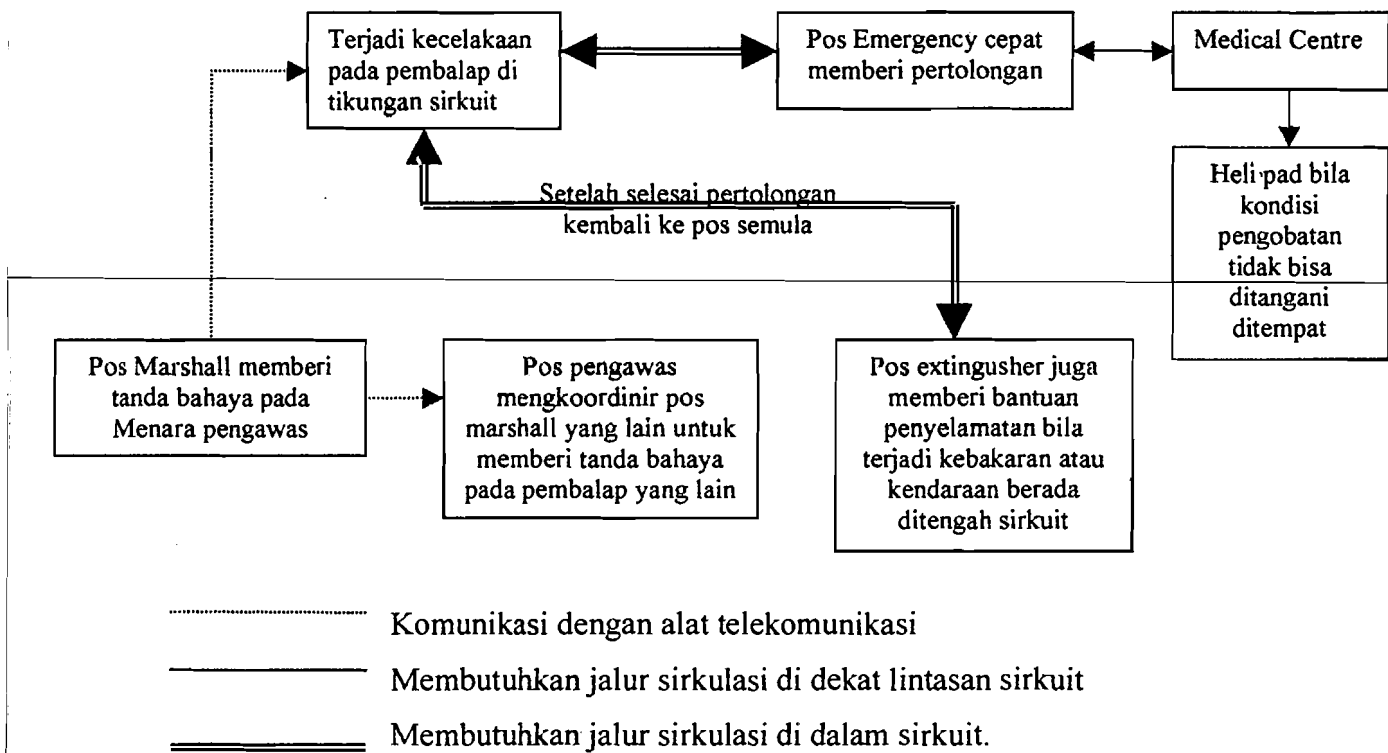 Terjadi kecelakaan
pada pembalap di
tikungan sirkuit
Pos Emergency cepat
memberi pertolongan
Medical Centre
Heli pad bila
kondisi
pengobatan
tidak bisa
ditangani
ditempat
Setelah selesai pertolongan
kembali ke pos semula
Pos Marshall memberi
tanda bahaya pada
Menara pengawas
Pos pengawas
mengkoordinir pos
marshall yang lain untuk
memberi tanda bahaya
pada pembalap yang lain
Pos extingusher juga
memberi bantuan
penyelamatan bila
terjadi kebakaran atau
kendaraan berada
ditengah sirkuit
Komunikasi dengan alat telekomunikasi
Membutuhkan jalur sirkulasi di dekat lintasan sirkuit
Membutuhkan jalur sirkulasi di dalam sirkuit.